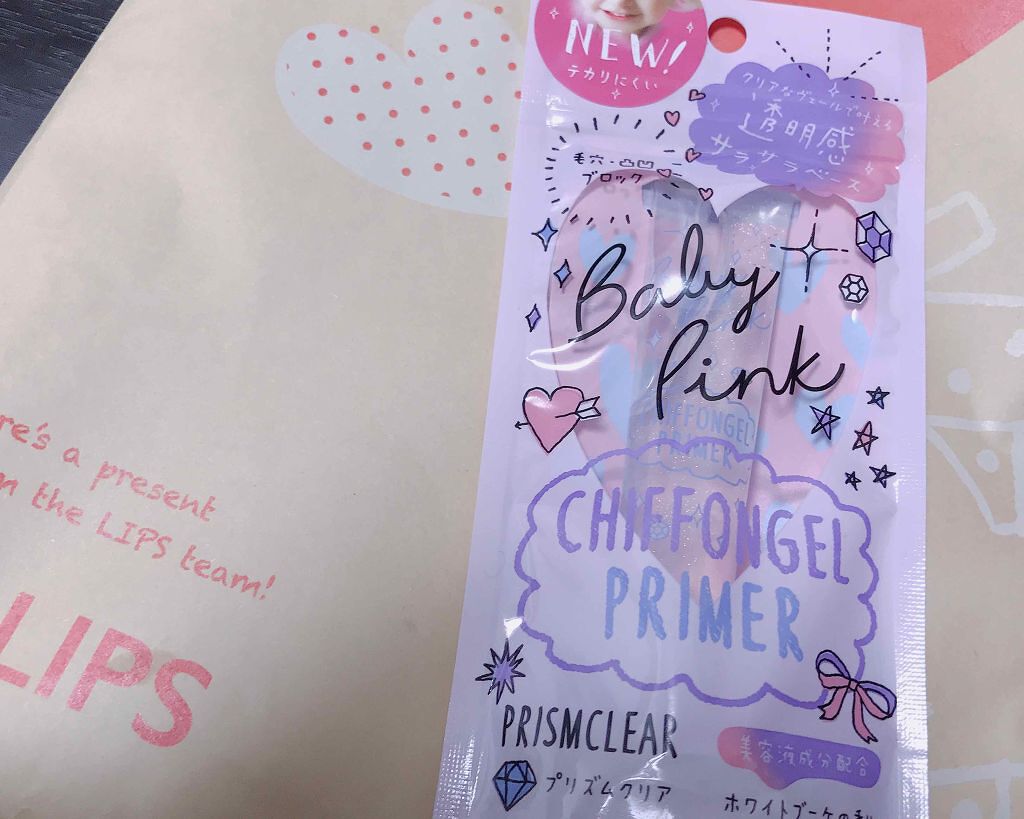 NEW!
テカリにくい
クリアなヴェールで叶える
透明感
サラサラベース
毛穴・凸凹
ブロック
Baby
Pink
CHIFFONGEL
PRIMER
CHIFFONGEL
PRIMER
PRISMCLEAR
プリズムクリア
美容液成分配合
ホワイトブーケの
re's a present
m the LIPS team!
LIPS